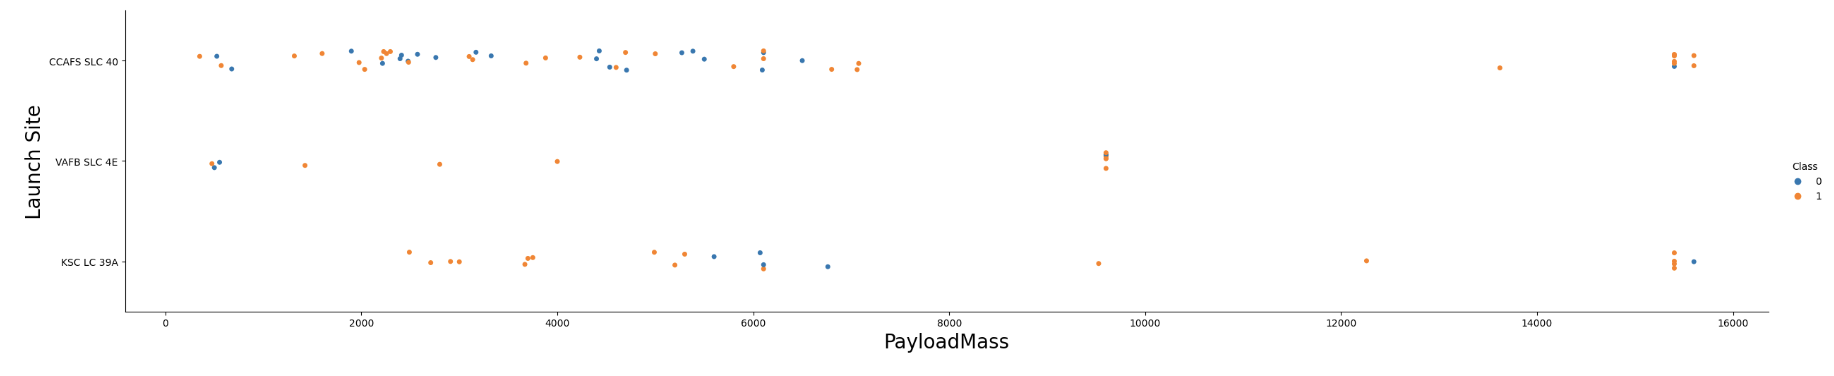 Launch Site
CCAFS SLC 40
VAFB SLC 4E
KSC LC 39A
0 2000 4000 6000 8000 10000 12000 14000 16000
PayloadMass
Class
0
1